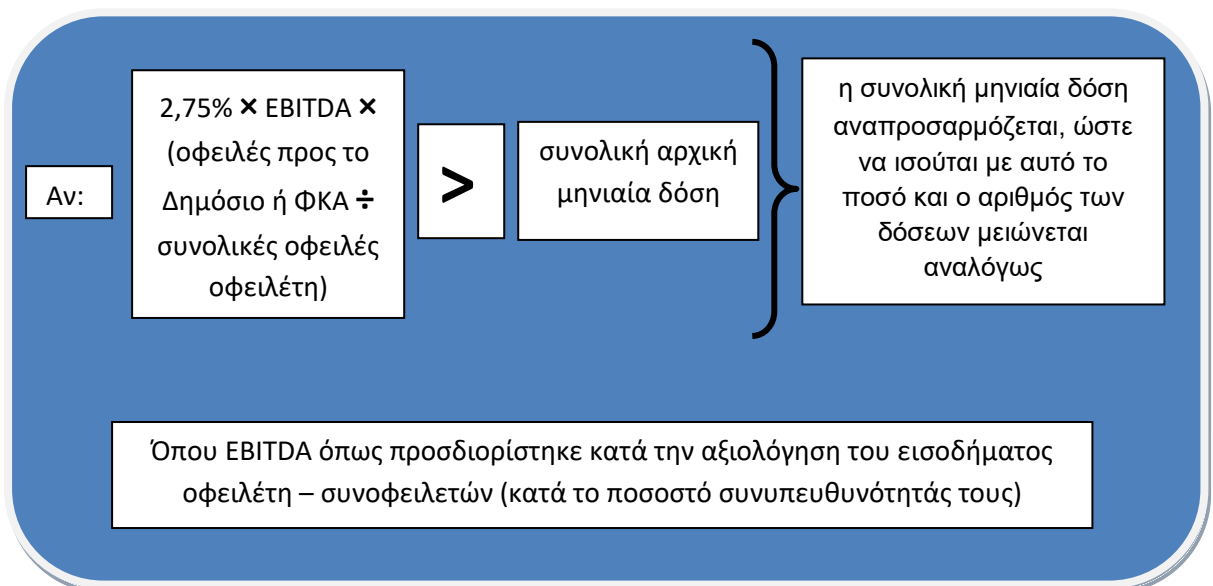 Αν:
2,75% × EBITDA ×
(οφειλές προς το
Δημόσιο ή ΦΚΑ ÷
συνολικές οφειλές
οφειλέτη)
>
συνολική αρχική
μηνιαία δόση
}
η συνολική μηνιαία δόση
αναπροσαρμόζεται, ώστε
να ισούται με αυτό το
ποσό και ο αριθμός των
δόσεων μειώνεται
αναλόγως
Όπου EBITDA όπως προσδιορίστηκε κατά την αξιολόγηση του εισοδήματος
οφειλέτη – συνοφειλετών (κατά το ποσοστό συνυπευθυνότητάς τους)